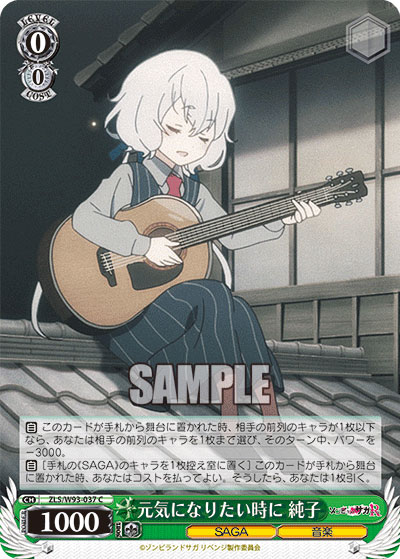 LEVEL
0
0
COST
SAMPLE
自 このカードが手札から舞台に置かれた時、相手の前列のキャラが1枚以下
なら、あなたは相手の前列のキャラを1枚まで選び、そのターン中、パワーを
−3000。
自 [手札の《SAGA》のキャラを1枚控え室に置く] このカードが手札から舞台に置
かれた時、あなたはコストを払ってよい。そうしたら、あなたは1枚引く。
CH ZLS/W93-037 C
元気になりたい時に 純子
ゾンビランドサガR
1000
SAGA
音楽
©ゾンビランドサガ リベンジ製作委員会